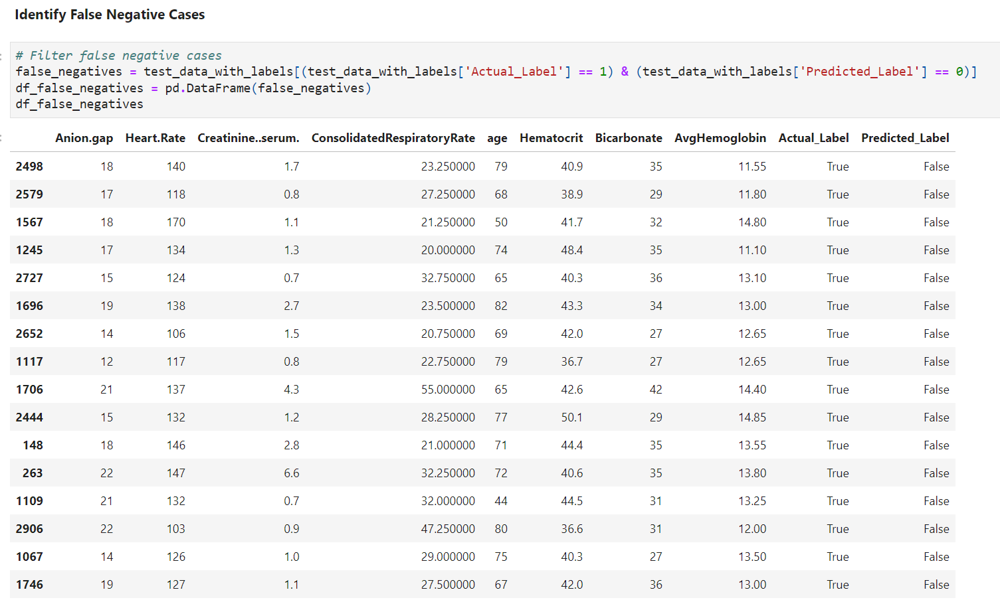 Identify False Negative Cases
# Filter false negative cases
false_negatives = test_data_with_labels[(test_data_with_labels['Actual_Label'] == 1) & (test_data_with_labels['Predicted_Label'] == 0)]
df_false_negatives = pd.DataFrame(false_negatives)
df_false_negatives
Anion.gap Heart.Rate Creatinine..serum. ConsolidatedRespiratoryRate age Hematocrit Bicarbonate AvgHemoglobin Actual_Label Predicted_Label
2498 18 140 1.7 23.250000 79 40.9 35 11.55 True False
2579 17 118 0.8 27.250000 68 38.9 29 11.80 True False
1567 18 170 1.1 21.250000 50 41.7 32 14.80 True False
1245 17 134 1.3 20.000000 74 48.4 35 11.10 True False
2727 15 124 0.7 32.750000 65 40.3 36 13.10 True False
1696 19 138 2.7 23.500000 82 43.3 34 13.00 True False
2652 14 106 1.5 20.750000 69 42.0 27 12.65 True False
1117 12 117 0.8 22.750000 79 36.7 27 12.65 True False
1706 21 137 4.3 55.000000 65 42.6 42 14.40 True False
2444 15 132 1.2 28.250000 77 50.1 29 14.85 True False
148 18 146 2.8 21.000000 71 44.4 35 13.55 True False
263 22 147 6.6 32.250000 72 40.6 35 13.80 True False
1109 21 132 0.7 32.000000 44 44.5 31 13.25 True False
2906 22 103 0.9 47.250000 80 36.6 31 12.00 True False
1067 14 126 1.0 29.000000 75 40.3 27 13.50 True False
1746 19 127 1.1 27.500000 67 42.0 36 13.00 True False